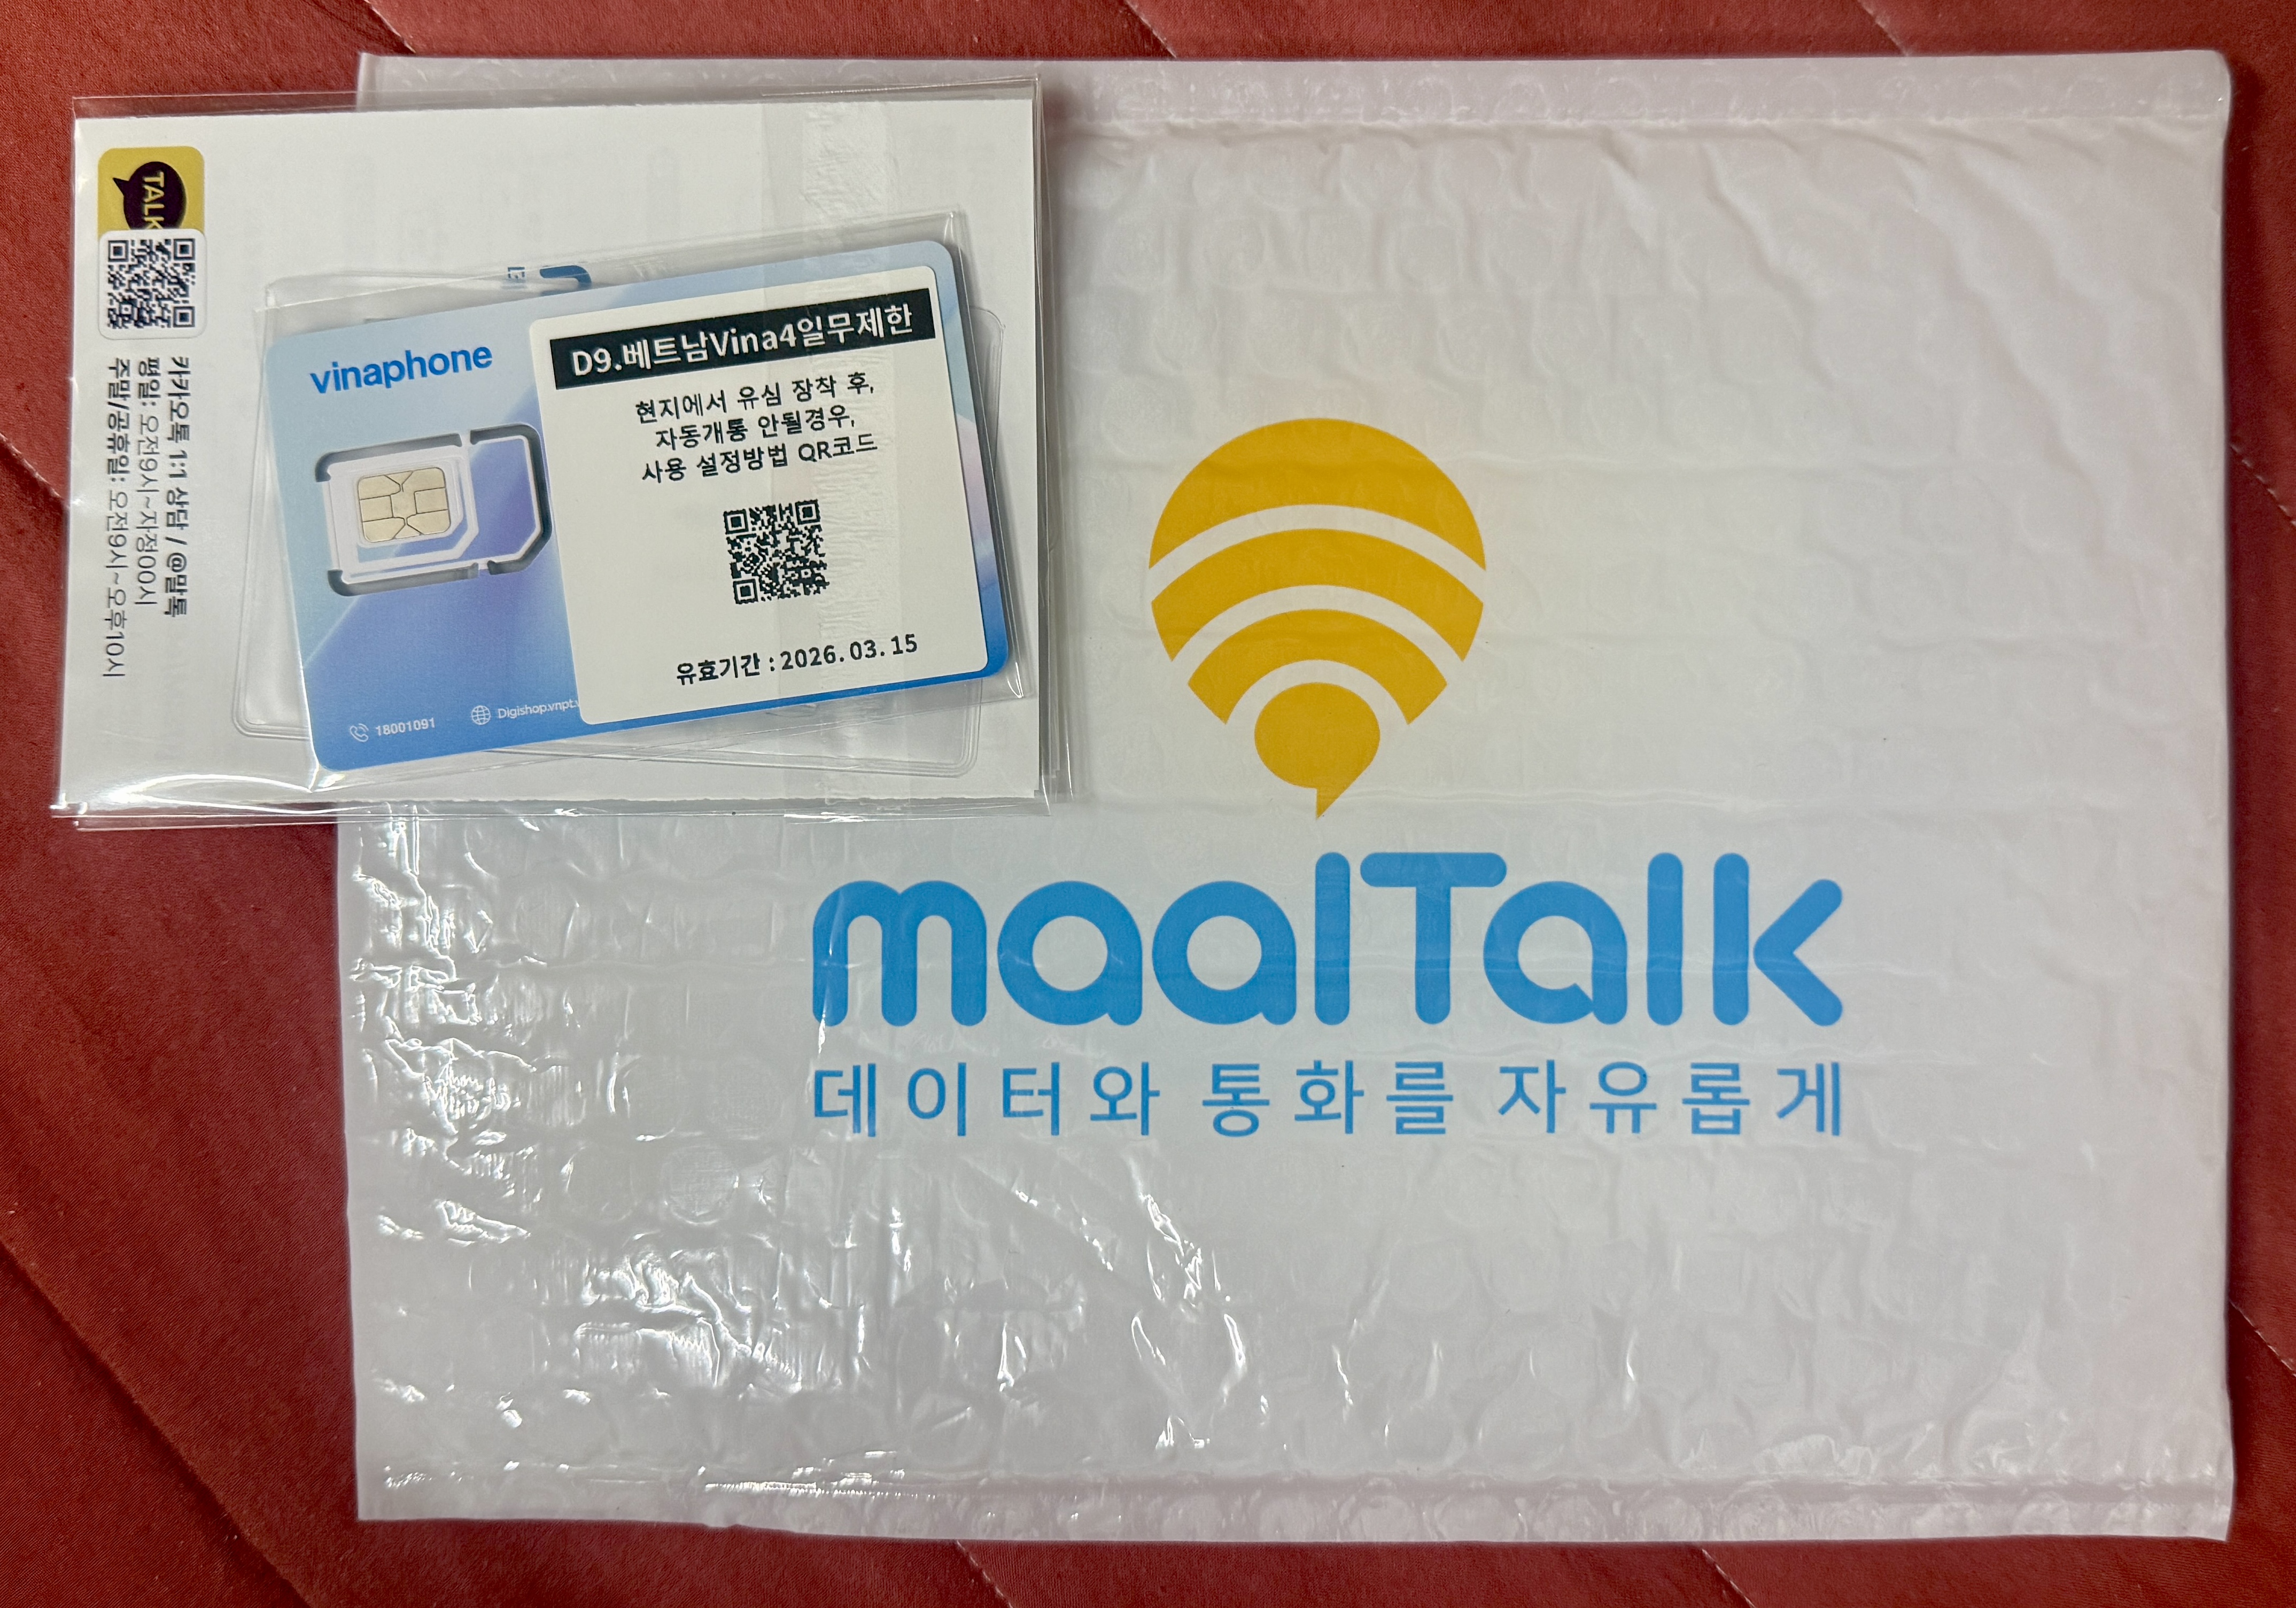 TALK
카카오톡 1:1 상담 / @말톡
평일: 오전9시~자정00시
주말/공휴일: 오전9시~오후10시
vinaphone
D9.베트남Vina4일무제한
현지에서 유심 장착 후,
자동개통 안될경우,
사용 설정방법 QR코드
유효기간 : 2026.03.15
18001091
Digishop.vnpt.
maalTalk
데이터와 통화를 자유롭게